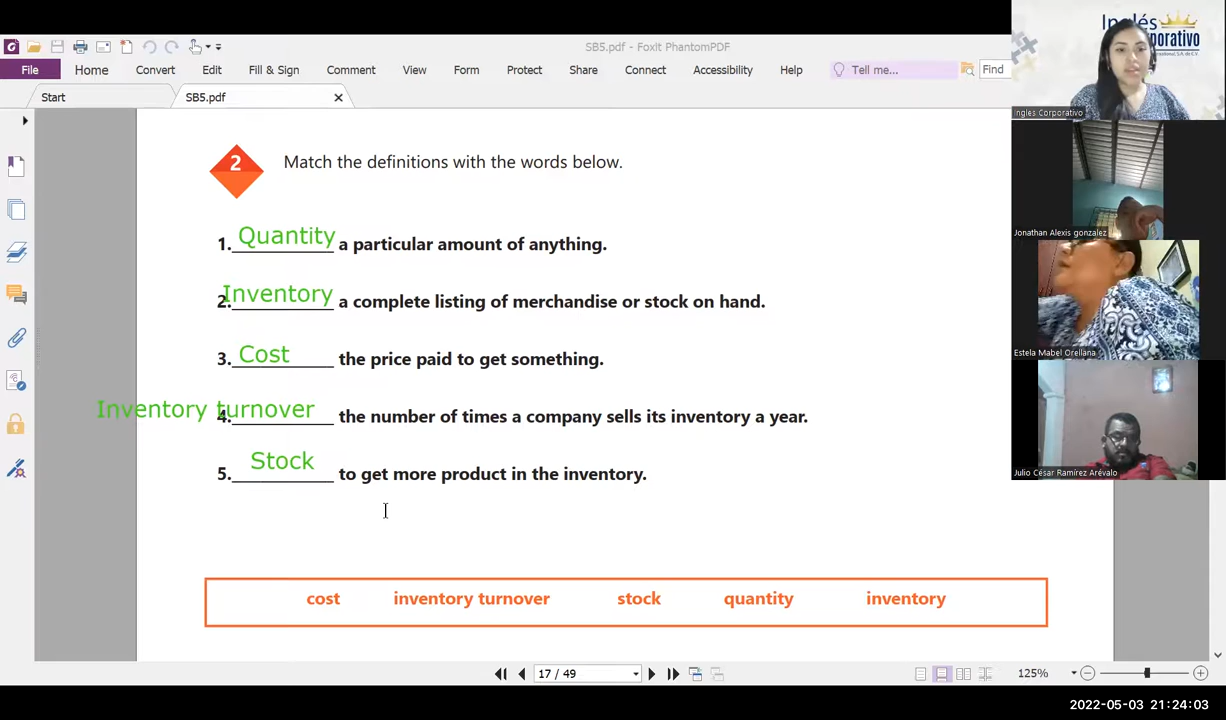 Inglés
Corporativo
SB5.pdf - Foxit PhantomPDF
File Home Convert Edit Fill & Sign Comment View Form Protect Share Connect Accessibility Help Tell me... Find
Start SB5.pdf
Ingles Corporativo
2 Match the definitions with the words below.
Jonathan Alexis gonzalez
1. Quantity a particular amount of anything.
2. Inventory a complete listing of merchandise or stock on hand.
Estela Mabel Orellana
3. Cost the price paid to get something.
4. Inventory turnover the number of times a company sells its inventory a year.
5. Stock to get more product in the inventory.
Julio César Ramírez Arévalo
cost inventory turnover stock quantity inventory
17 / 49 125%
2022-05-03 21:24:03